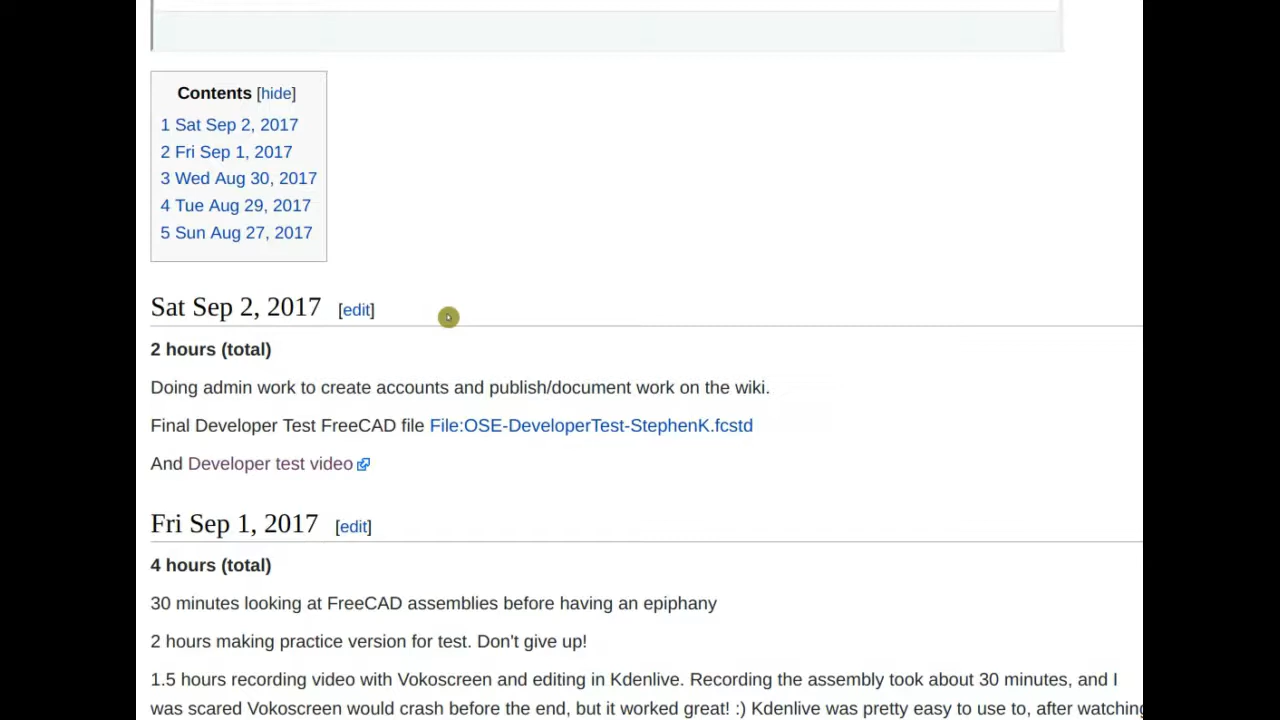 Contents [hide]
1 Sat Sep 2, 2017
2 Fri Sep 1, 2017
3 Wed Aug 30, 2017
4 Tue Aug 29, 2017
5 Sun Aug 27, 2017
Sat Sep 2, 2017 [edit]
2 hours (total)
Doing admin work to create accounts and publish/document work on the wiki.
Final Developer Test FreeCAD file File:OSE-DeveloperTest-StephenK.fcstd
And Developer test video
Fri Sep 1, 2017 [edit]
4 hours (total)
30 minutes looking at FreeCAD assemblies before having an epiphany
2 hours making practice version for test. Don't give up!
1.5 hours recording video with Vokoscreen and editing in Kdenlive. Recording the assembly took about 30 minutes, and I
was scared Vokoscreen would crash before the end, but it worked great! :) Kdenlive was pretty easy to use to, after watching